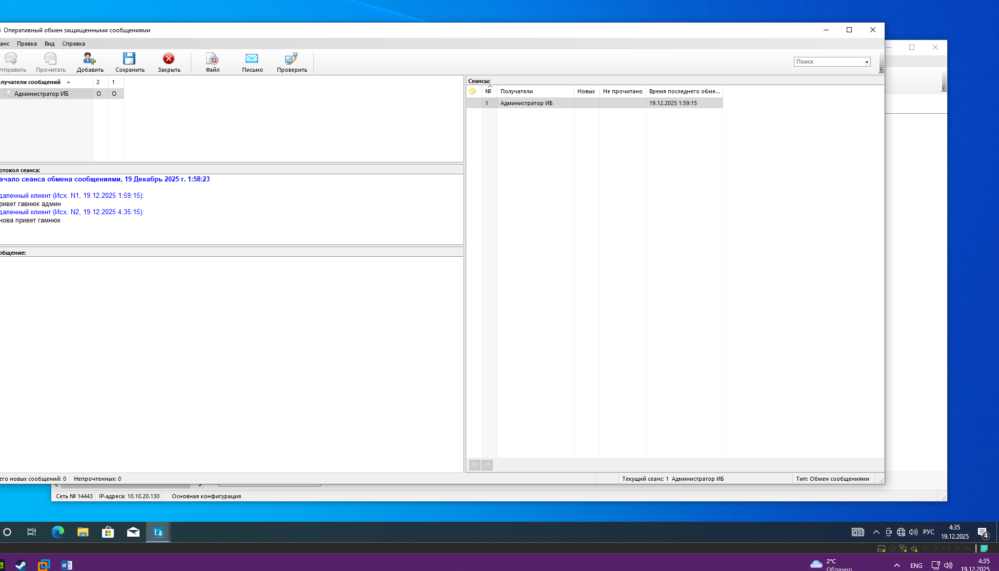 Оперативный обмен защищенными сообщениями
анс Правка Вид Справка
тправить Прочитать Добавить Сохранить Закрыть Файл Письмо Проверить
Поиск
лучатели сообщений 2 1
Администратор ИБ О О
Сеансы:
№ Получатели Новых Не прочитано Время последнего обме...
1 Администратор ИБ 19.12.2025 1:59:15
отокол сеанса:
ачало сеанса обмена сообщениями, 19 Декабрь 2025 г. 1:58:23
даленный клиент (Исх. N1, 19.12.2025 1:59:15):
ривет гавнюк админ
даленный клиент (Исх. N2, 19.12.2025 4:35:15):
нова привет гамнюк
общение:
его новых сообщений: 0 Непрочтенных: 0
Текущий сеанс: 1 Администратор ИБ
Тип: Обмен сообщениями
Сеть № 14443 IP-адреса: 10.10.20.130 Основная конфигурация
РУС
4:35
19.12.2025
4
2°C
Облачно
ENG
4:35
19.12.2025